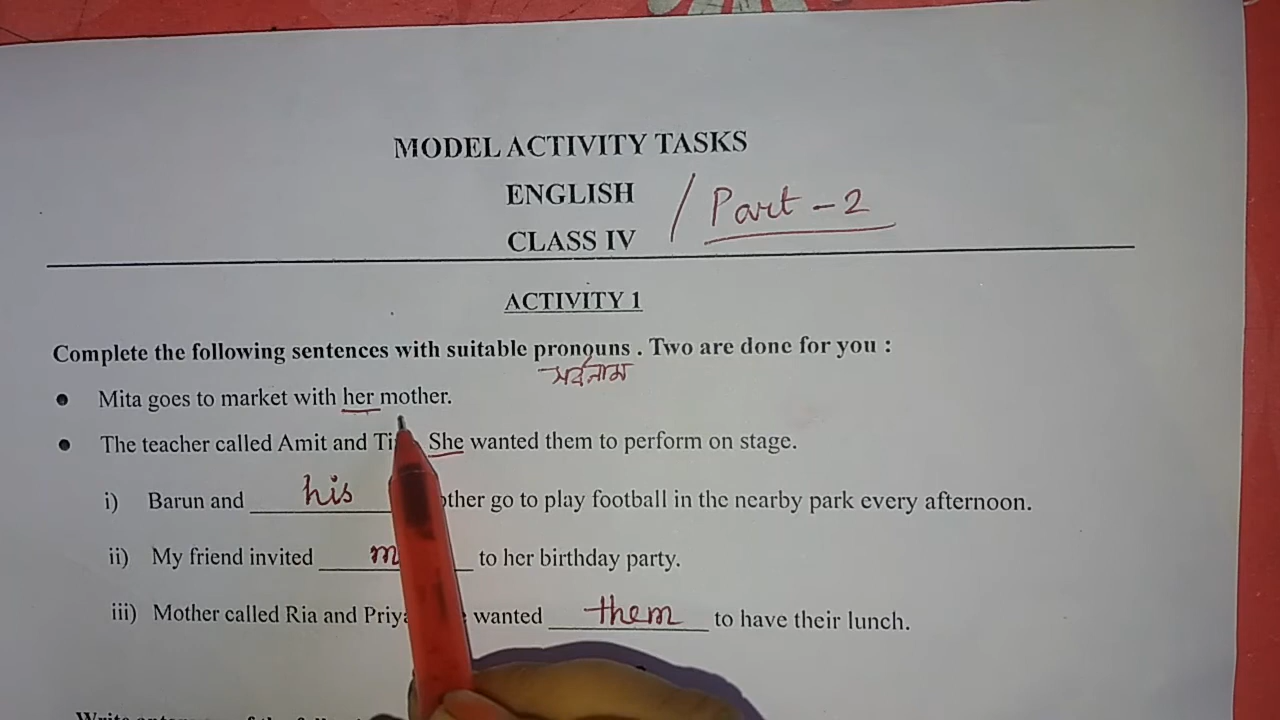 MODEL ACTIVITY TASKS
ENGLISH
CLASS IV / Part - 2
ACTIVITY 1
Complete the following sentences with suitable pronouns . Two are done for you :
সর্বনাম
• Mita goes to market with her mother.
• The teacher called Amit and She wanted them to perform on stage.
i) Barun and his go to play football in the nearby park every afternoon.
ii) My friend invited to her birthday party.
iii) Mother called Ria and wanted them to have their lunch.